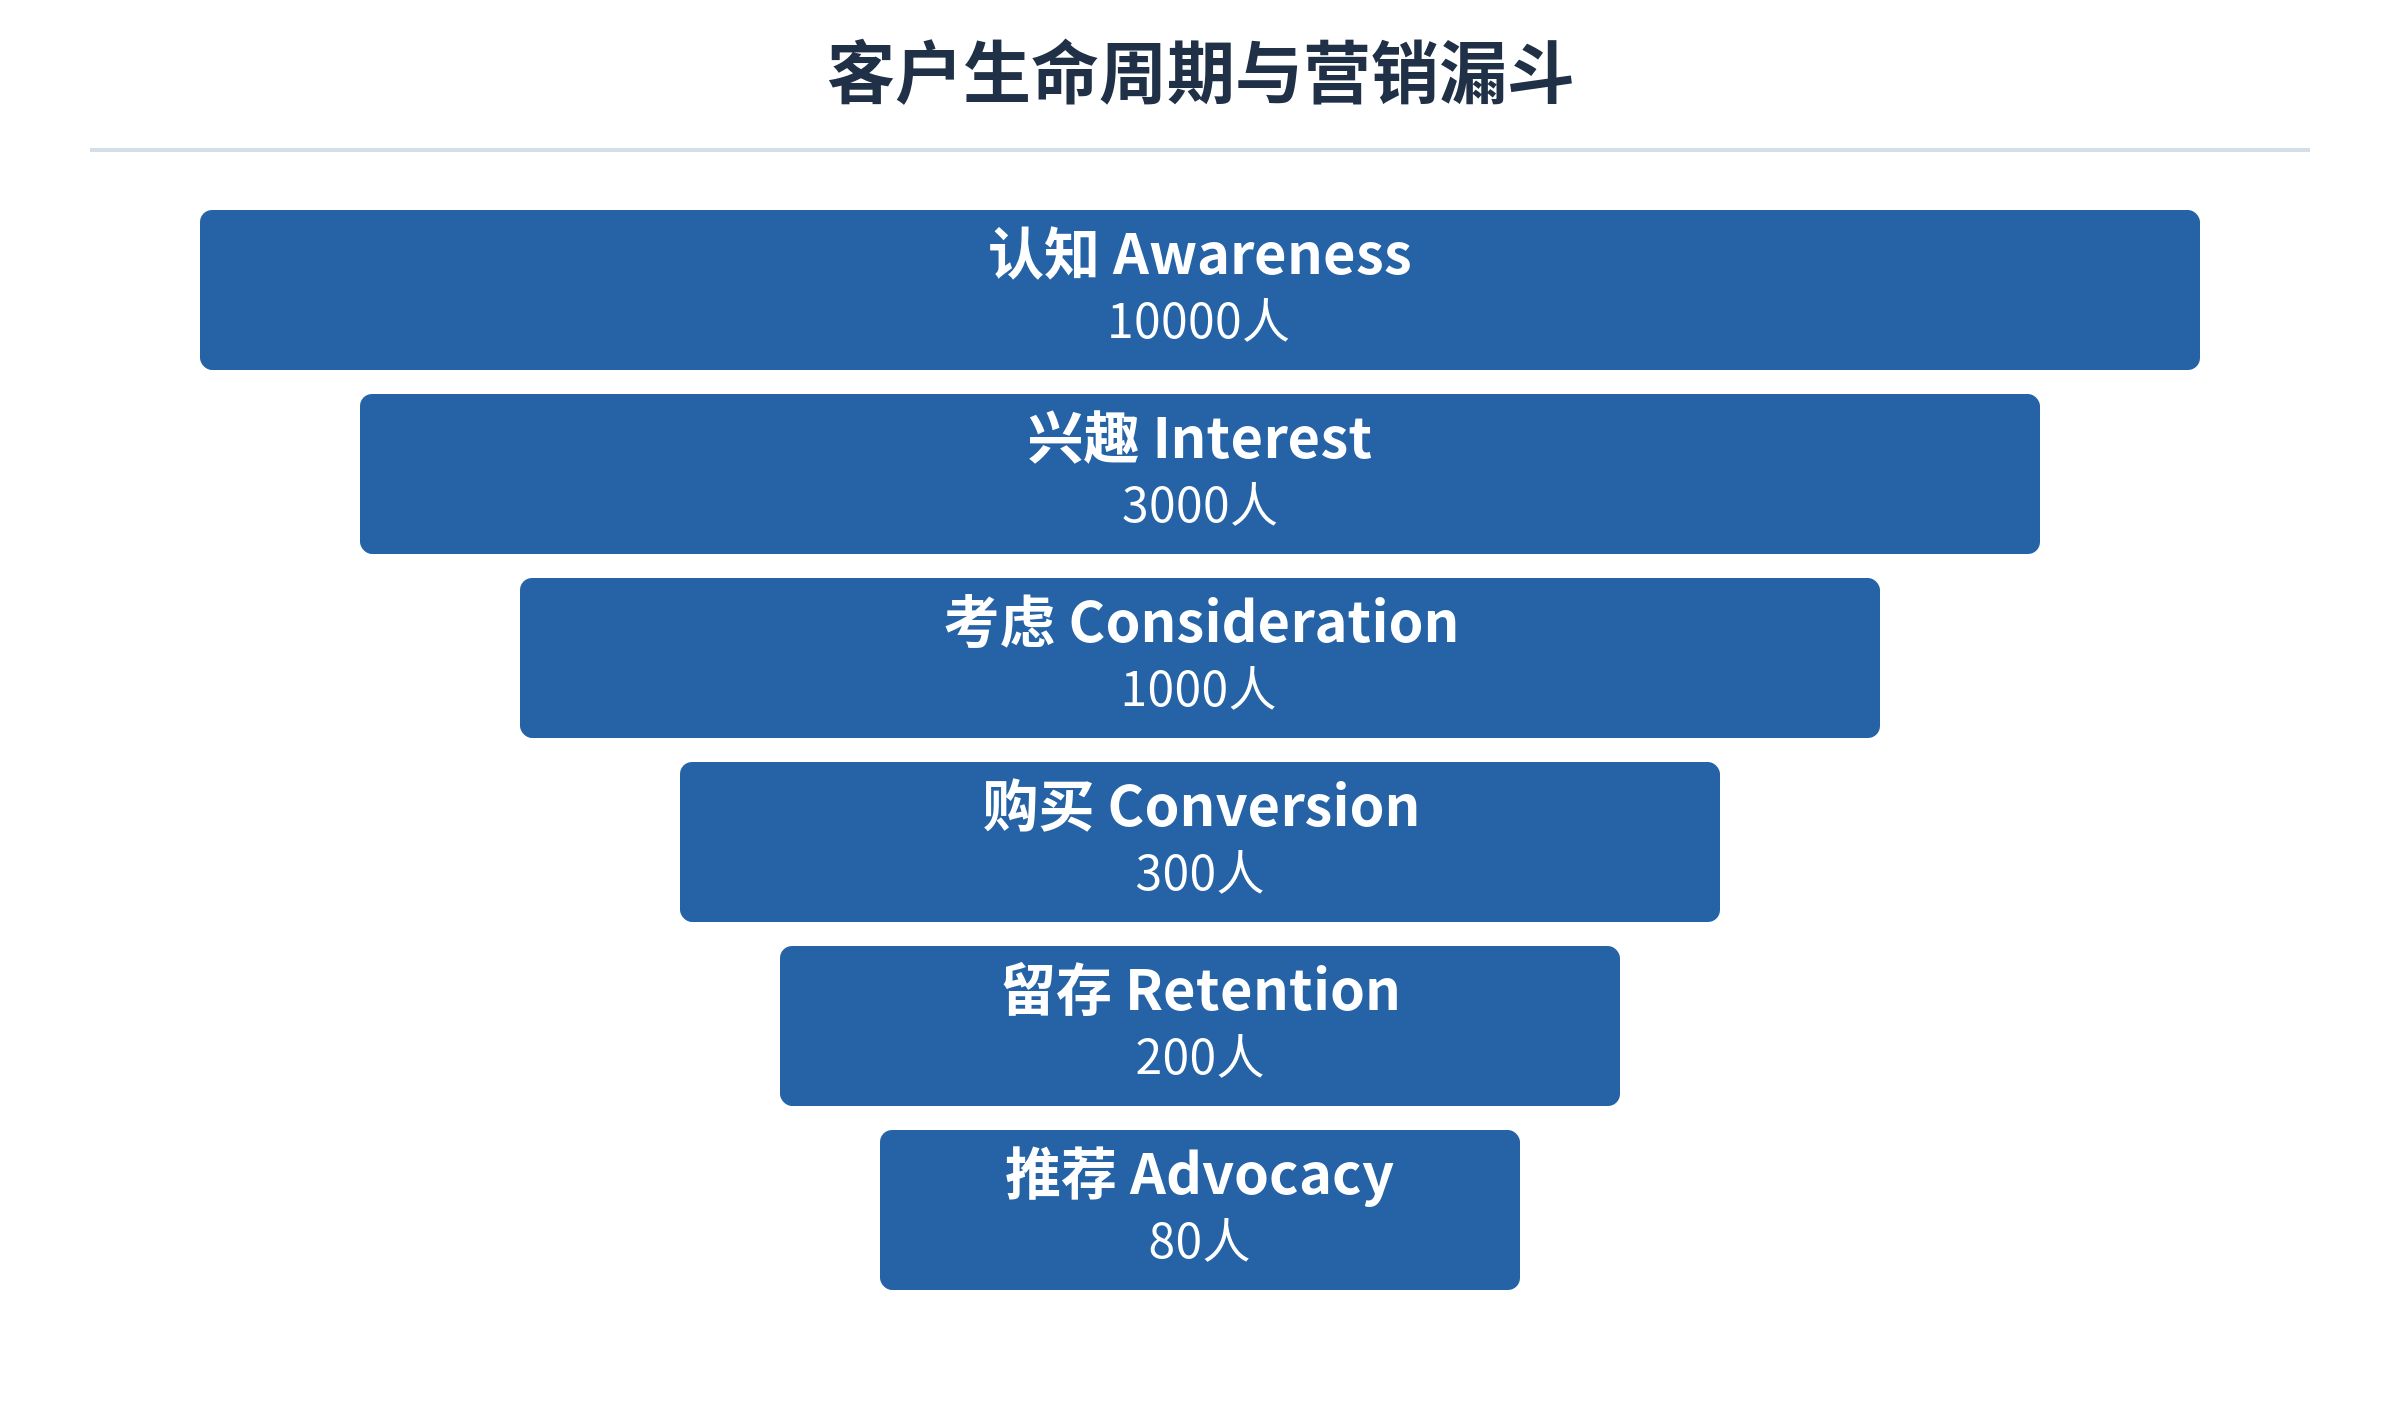 客户生命周期与营销漏斗
认知 Awareness
10000人
兴趣 Interest
3000人
考虑 Consideration
1000人
购买 Conversion
300人
留存 Retention
200人
推荐 Advocacy
80人